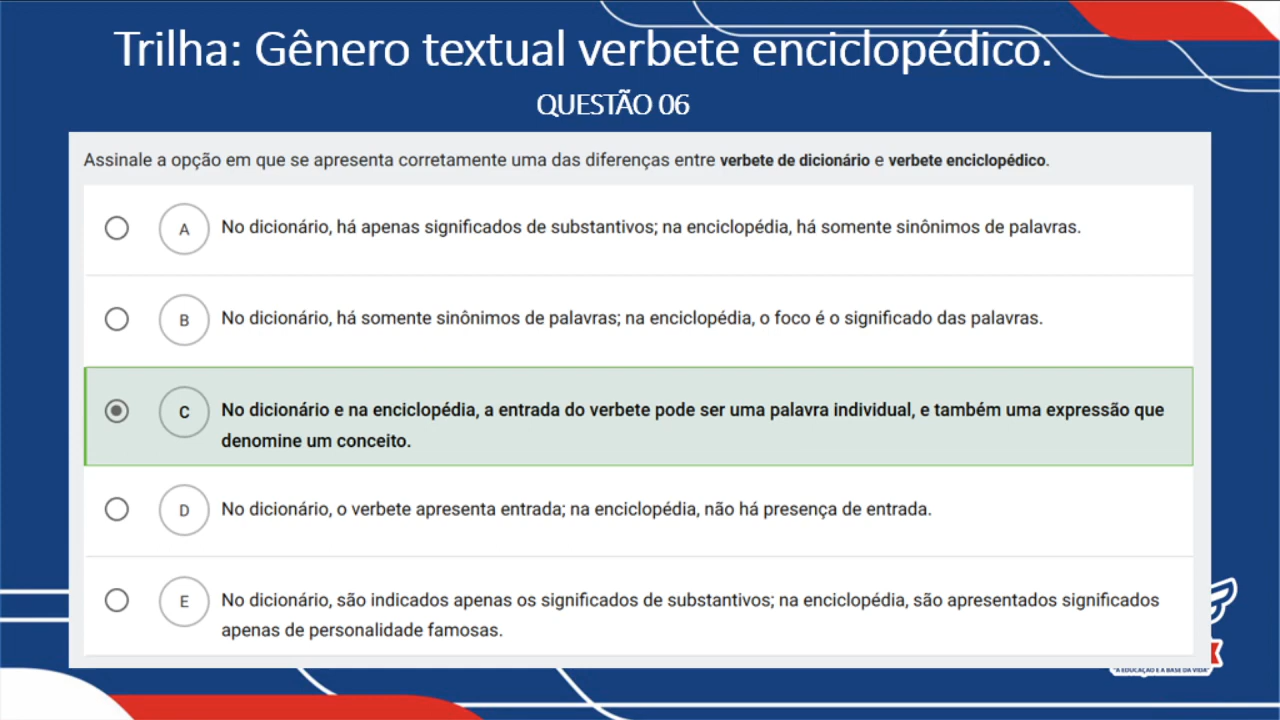 Trilha: Gênero textual verbete enciclopédico.
QUESTÃO 06
Assinale a opção em que se apresenta corretamente uma das diferenças entre verbete de dicionário e verbete enciclopédico.
A No dicionário, há apenas significados de substantivos; na enciclopédia, há somente sinônimos de palavras.
B No dicionário, há somente sinônimos de palavras; na enciclopédia, o foco é o significado das palavras.
C No dicionário e na enciclopédia, a entrada do verbete pode ser uma palavra individual, e também uma expressão que
denomine um conceito.
D No dicionário, o verbete apresenta entrada; na enciclopédia, não há presença de entrada.
E No dicionário, são indicados apenas os significados de substantivos; na enciclopédia, são apresentados significados
apenas de personalidade famosas.
"A EDUCAÇÃO É A BASE DA VIDA"